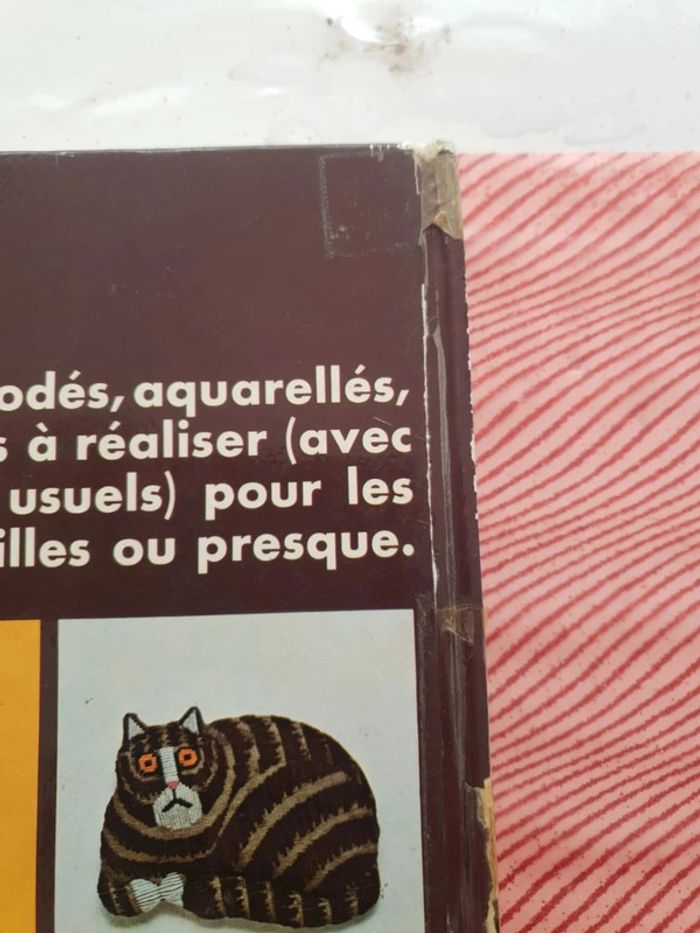 odés, aquarellés,
s à réaliser (avec
usuels) pour les
illes ou presque.